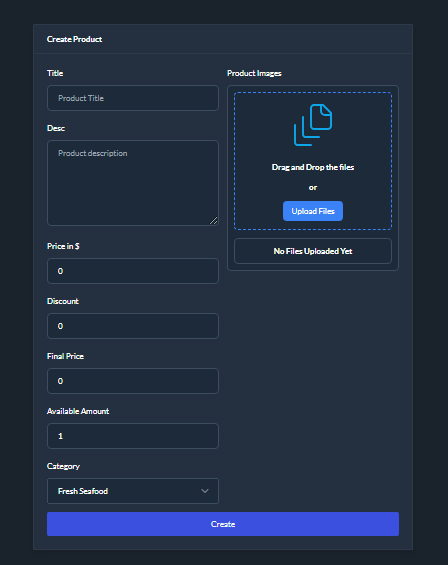 Create Product
Title
Product Title
Desc
Product description
Price in $
0
Discount
0
Final Price
0
Available Amount
1
Category
Fresh Seafood
Product Images
Drag and Drop the files
or
Upload Files
No Files Uploaded Yet
Create